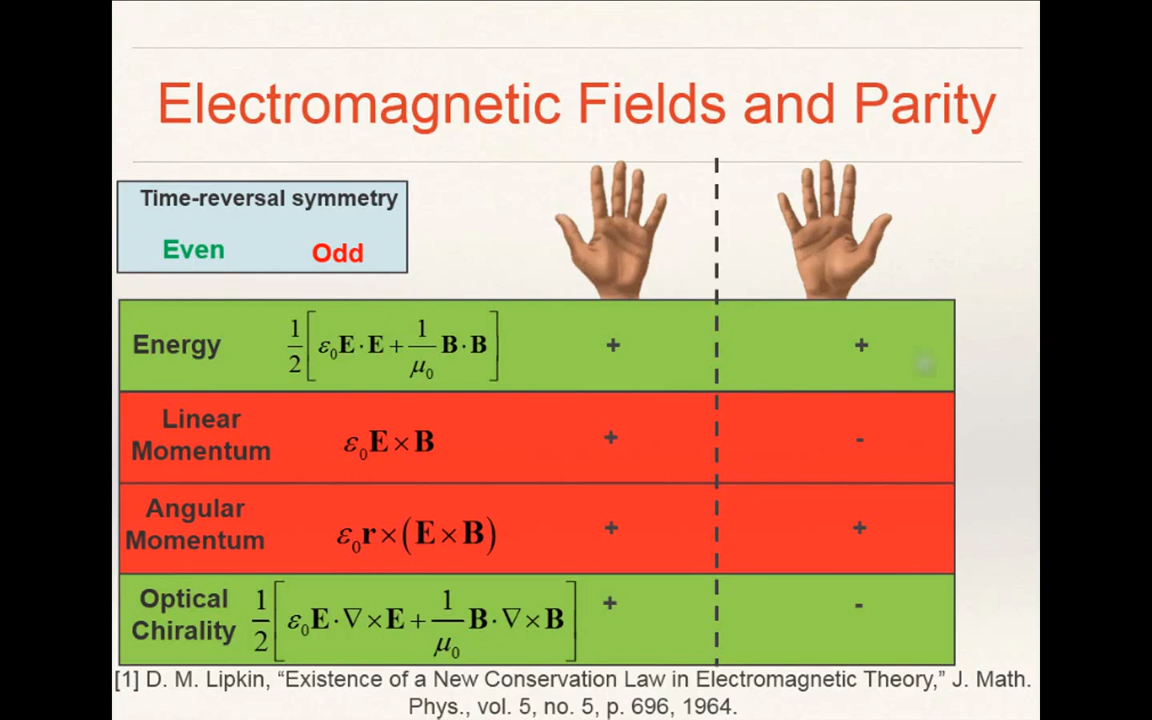 Electromagnetic Fields and Parity
Time-reversal symmetry
Even Odd
Energy 1/2 [ε₀E·E + 1/μ₀ B·B] + +
Linear
Momentum ε₀E×B + -
Angular
Momentum ε₀r×(E×B) + +
Optical
Chirality 1/2 [ε₀E·∇×E + 1/μ₀ B·∇×B] + -
[1] D. M. Lipkin, “Existence of a New Conservation Law in Electromagnetic Theory,” J. Math.
Phys., vol. 5, no. 5, p. 696, 1964.